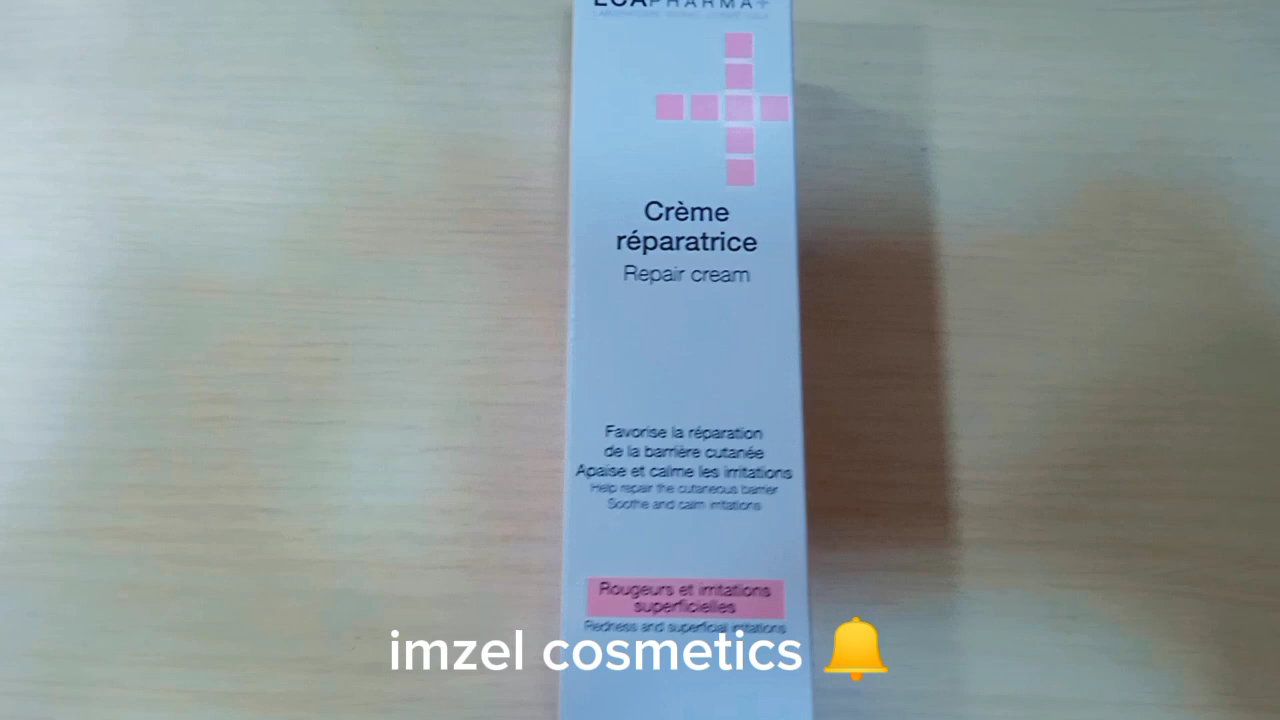 ECAPHARMA+
Crème
réparatrice
Repair cream
Favorise la réparation
de la barrière cutanée
Apaise et calme les irritations
Help repair the cutaneous barrier
Soothe and calm irritations
Rougeurs et irritations
superficielles
Redness and superficial irritations
imzel cosmetics 🔔